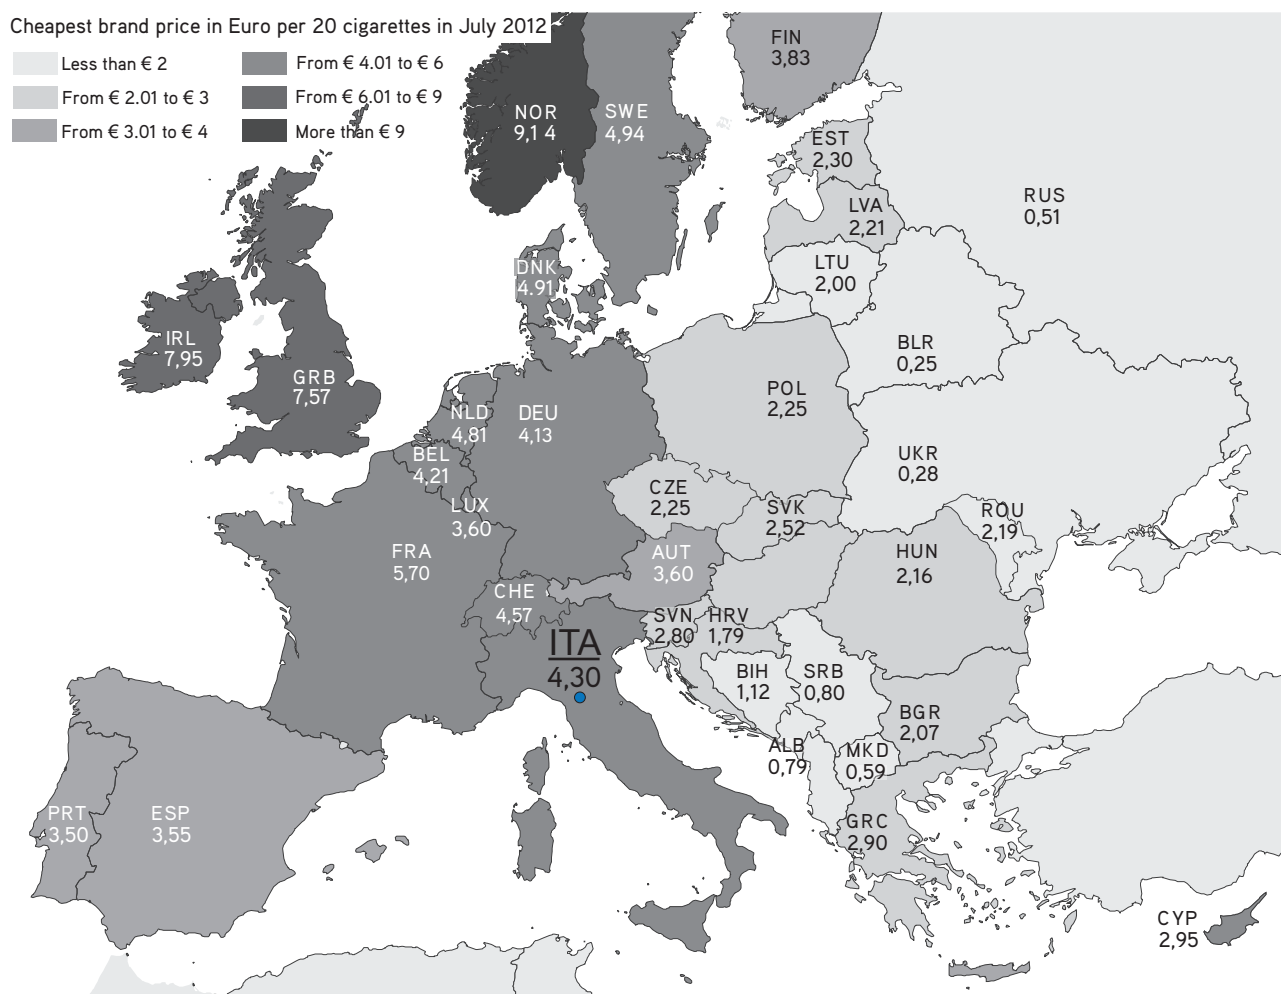 Cheapest brand price in Euro per 20 cigarettes in July 2012
Less than € 2
From € 2.01 to € 3
From € 3.01 to € 4
From € 4.01 to € 6
From € 6.01 to € 9
More than € 9
FIN
3,83
NOR
9,1 4
SWE
4,94
EST
2,30
RUS
0,51
LVA
2,21
LTU
2,00
DNK
4.91
IRL
7,95
GRB
7,57
BLR
0,25
POL
2,25
NLD
4,81
DEU
4,13
BEL
4,21
UKR
0,28
CZE
2,25
LUX
3,60
SVK
2,52
ROU
2,19
FRA
5,70
AUT
3,60
HUN
2,16
CHE
4,57
SVN
2,80
HRV
1,79
ITA
4,30
BIH
1,12
SRB
0,80
BGR
2,07
ALB
0,79
MKD
0,59
PRT
3,50
ESP
3,55
GRC
2,90
CYP
2,95